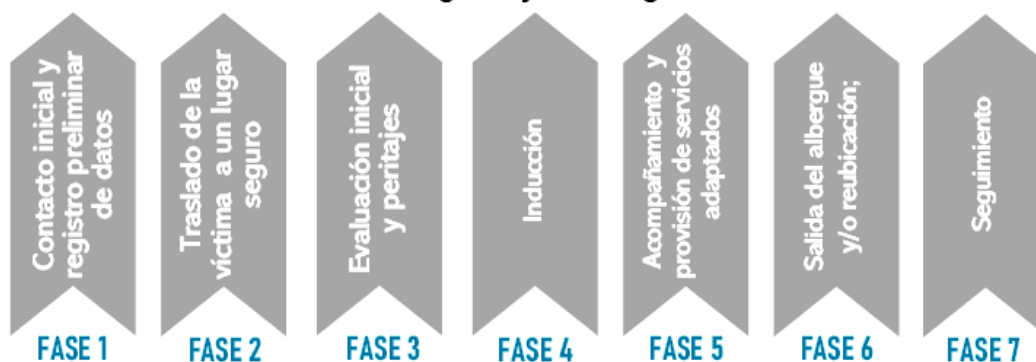 Contacto inicial y
registro preliminar
de datos
FASE 1
Traslado de la
víctima a un lugar
seguro
FASE 2
Evaluación inicial
y peritajes
FASE 3
Inducción
FASE 4
Acompañamiento y
provisión de servicios
adaptados
FASE 5
Salida del albergue
y/o reubicación;
FASE 6
Seguimiento
FASE 7